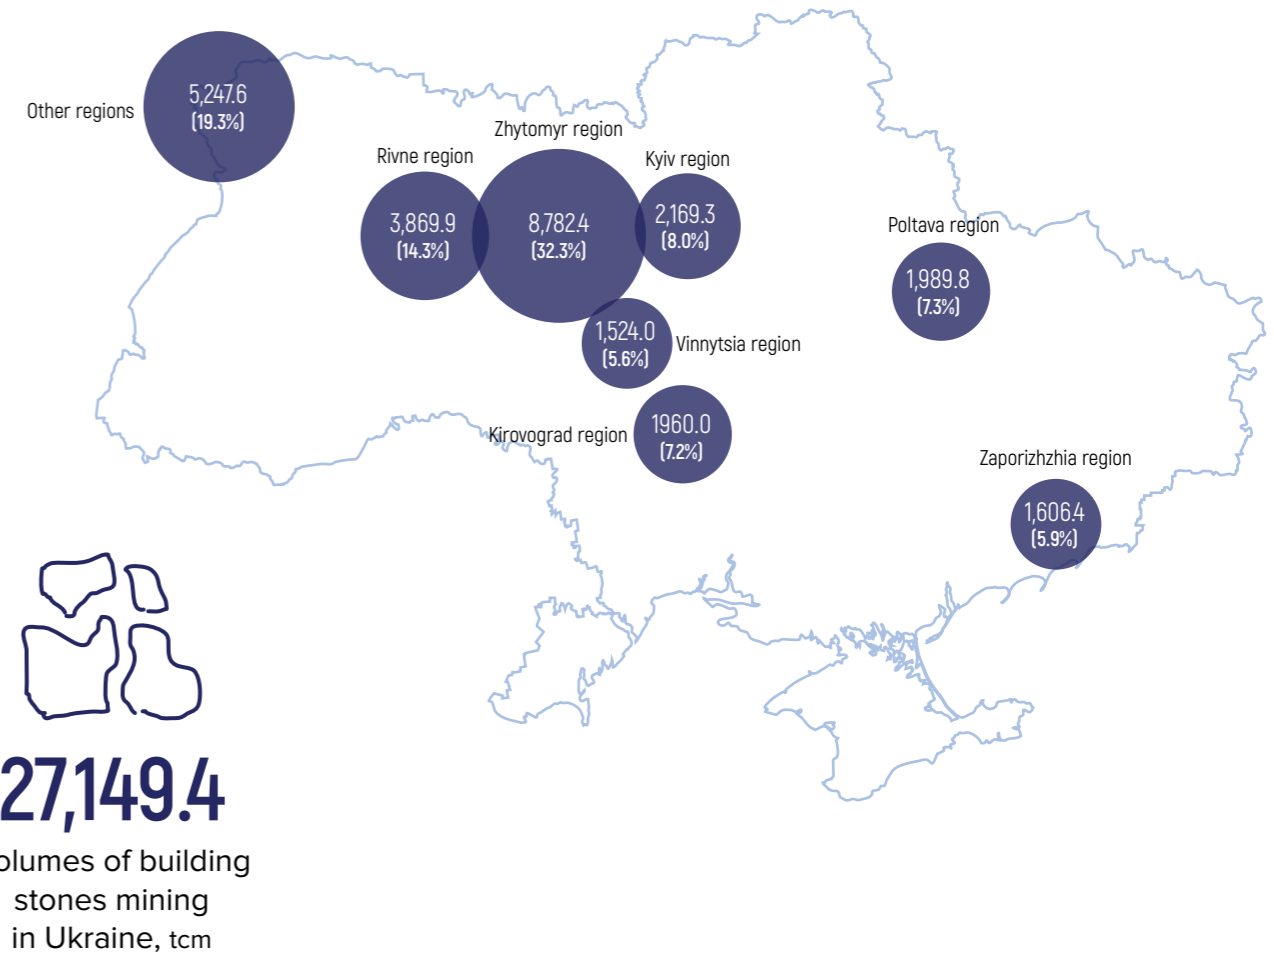 Other regions
5,247.6
(19.3%)
Zhytomyr region
8,782.4
(32.3%)
Rivne region
3,869.9
(14.3%)
Kyiv region
2,169.3
(8.0%)
Poltava region
1,989.8
(7.3%)
1,524.0
(5.6%)
Vinnytsia region
Kirovograd region
1960.0
(7.2%)
Zaporizhzhia region
1,606.4
(5.9%)
27,149.4
olumes of building
stones mining
in Ukraine, tcm